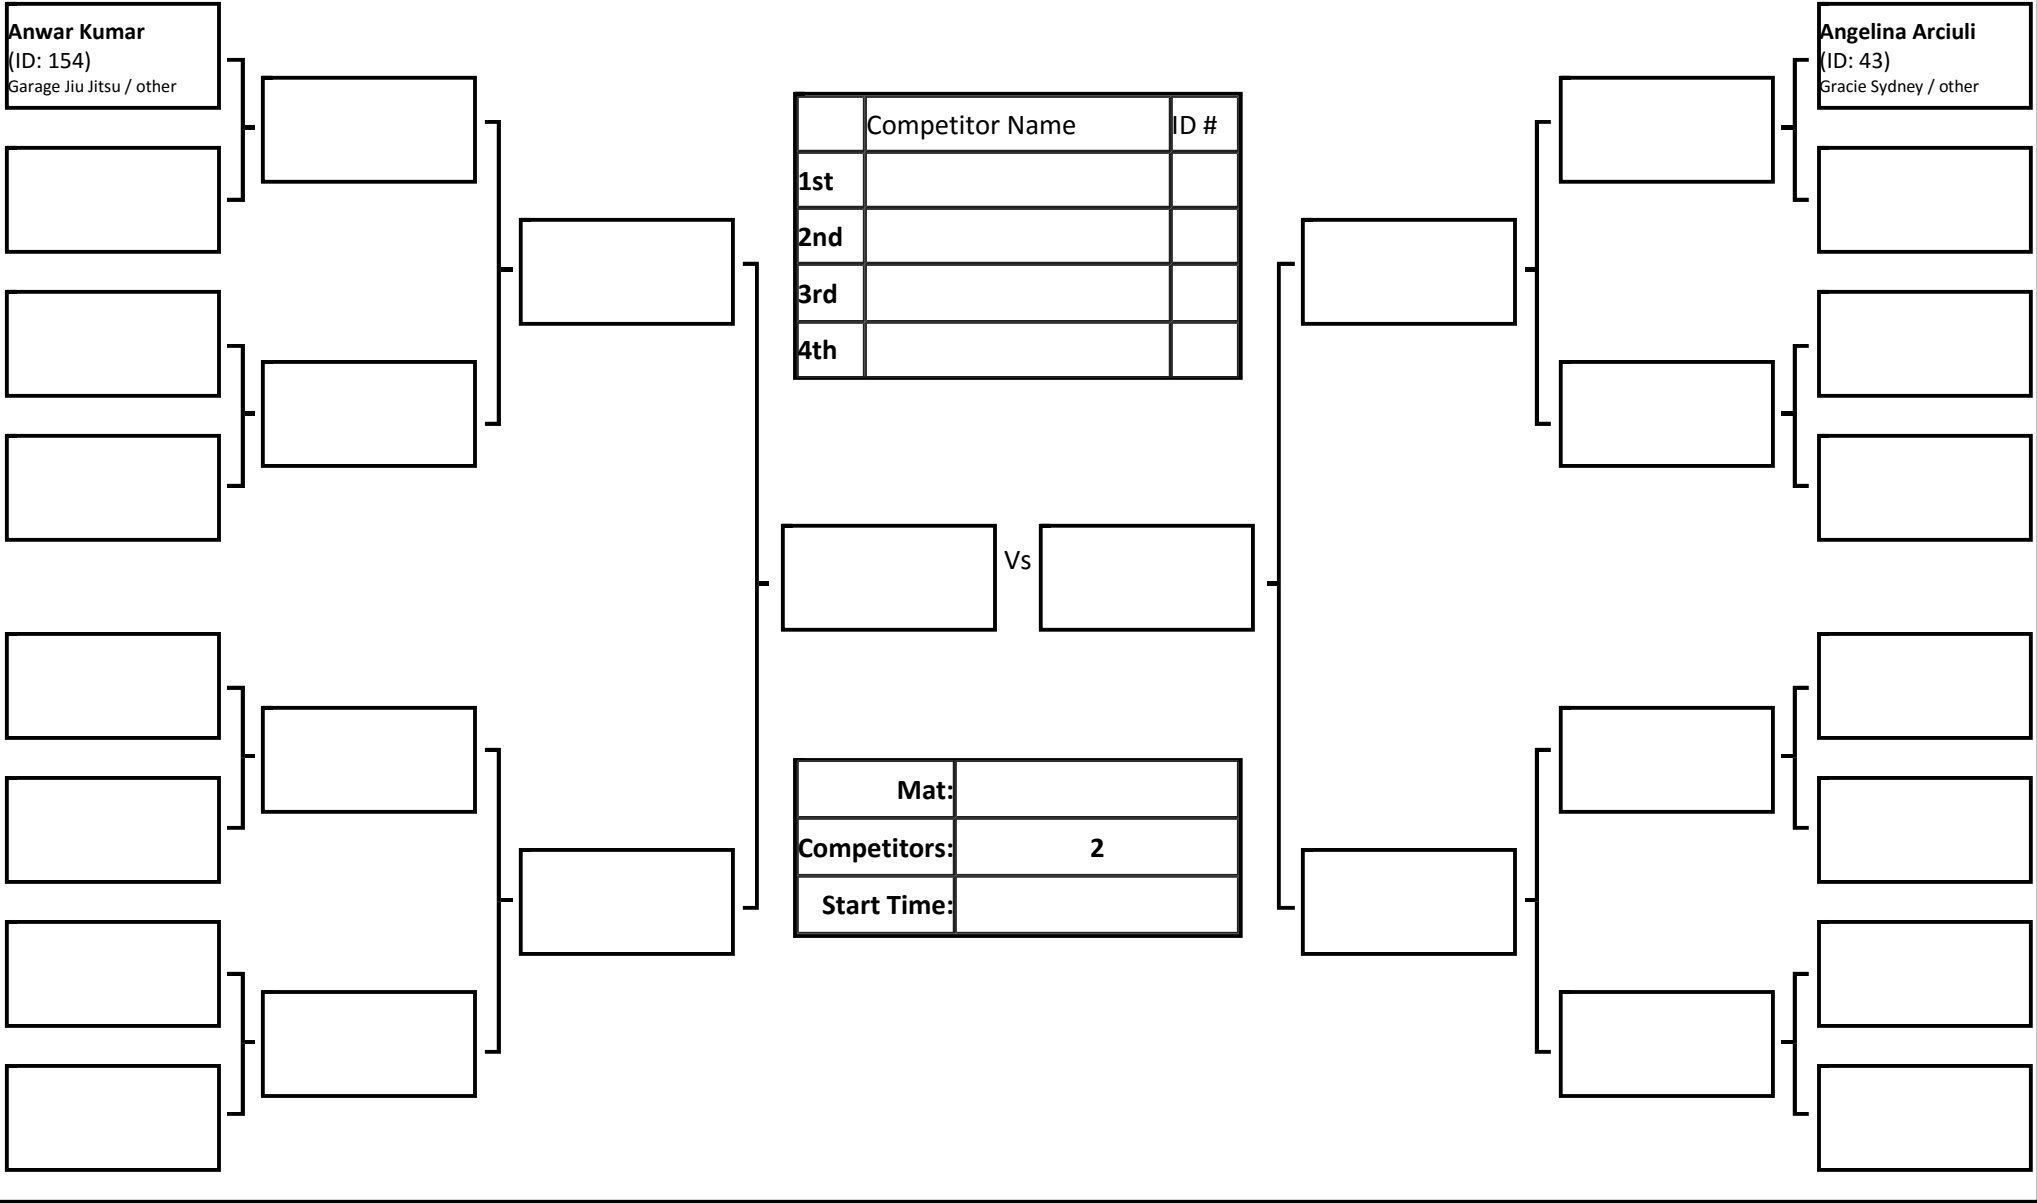 Anwar Kumar
(ID: 154)
Garage Jiu Jitsu / other
Angelina Arciuli
(ID: 43)
Gracie Sydney / other
Competitor Name ID #
1st
2nd
3rd
4th
Vs
Mat:
Competitors: 2
Start Time: